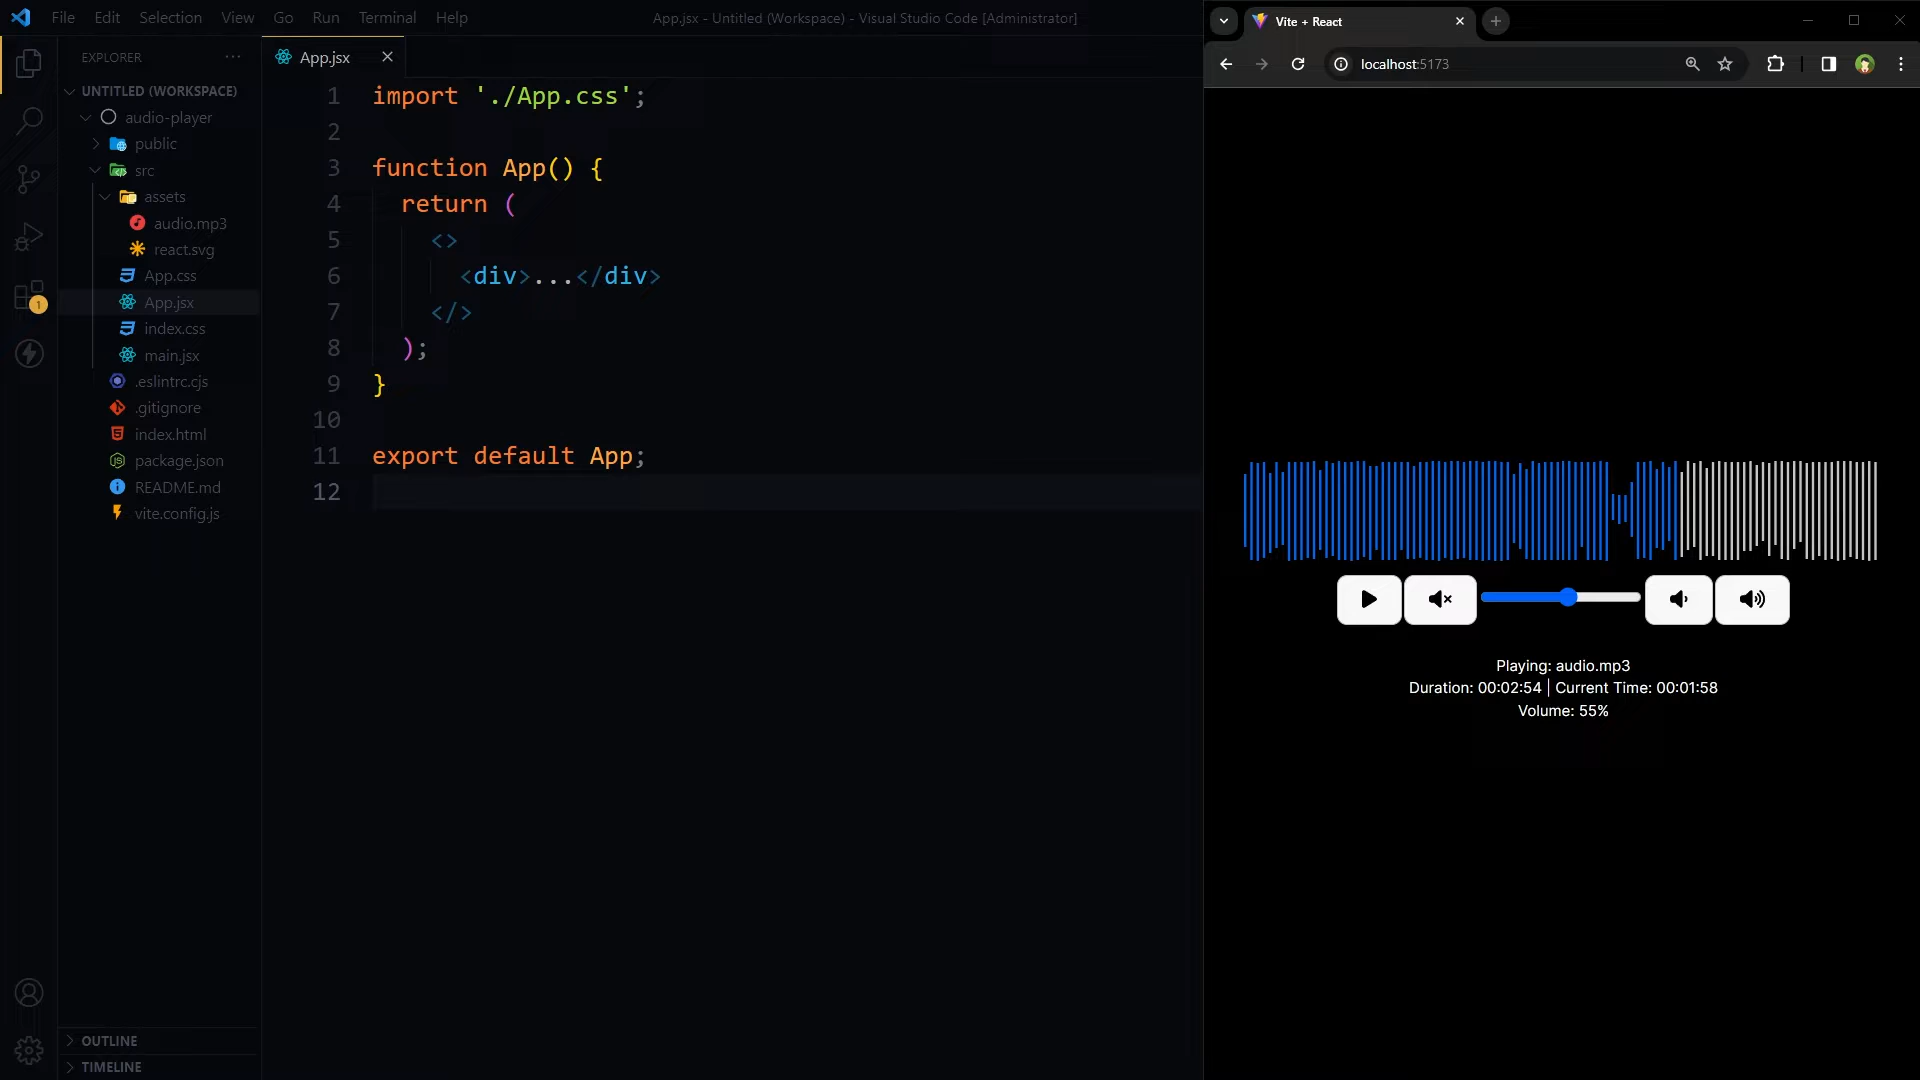 File Edit Selection View Go Run Terminal Help
App.jsx - Untitled (Workspace) - Visual Studio Code [Administrator]
EXPLORER ...
UNTITLED (WORKSPACE)
audio-player
public
src
assets
audio.mp3
react.svg
App.css
App.jsx
index.css
main.jsx
.eslintrc.cjs
.gitignore
index.html
package.json
README.md
vite.config.js
1
OUTLINE
TIMELINE
App.jsx
1 import './App.css';
2
3 function App() {
4 return (
5 <>
6 <div>...</div>
7 </>
8 );
9 }
10
11 export default App;
12
Vite + React
localhost:5173
Playing: audio.mp3
Duration: 00:02:54 | Current Time: 00:01:58
Volume: 55%